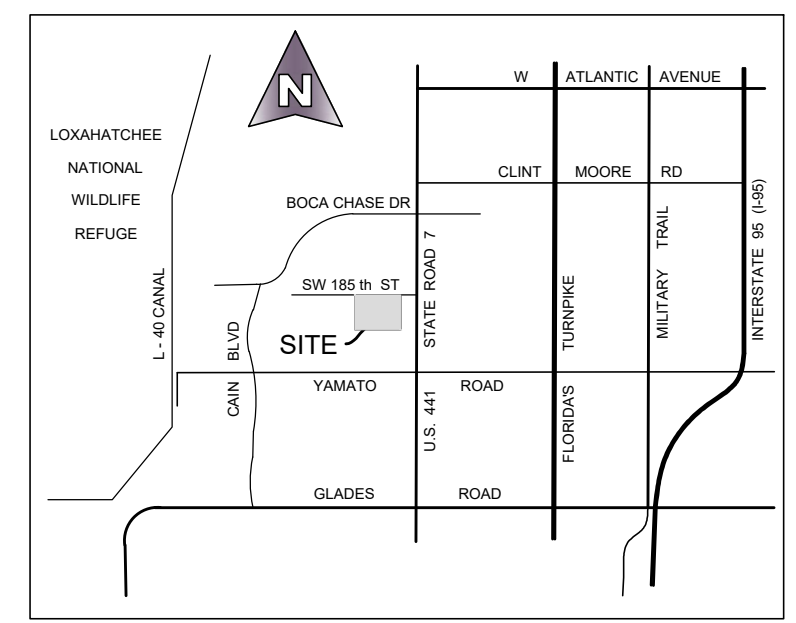 N
W ATLANTIC AVENUE
LOXAHATCHEE
NATIONAL
WILDLIFE
REFUGE
CLINT MOORE RD
BOCA CHASE DR
SW 185 th ST
SITE
L - 40 CANAL
CAIN BLVD
STATE ROAD 7
U.S. 441
FLORIDA'S TURNPIKE
MILITARY TRAIL
INTERSTATE 95 (I-95)
YAMATO ROAD
GLADES ROAD